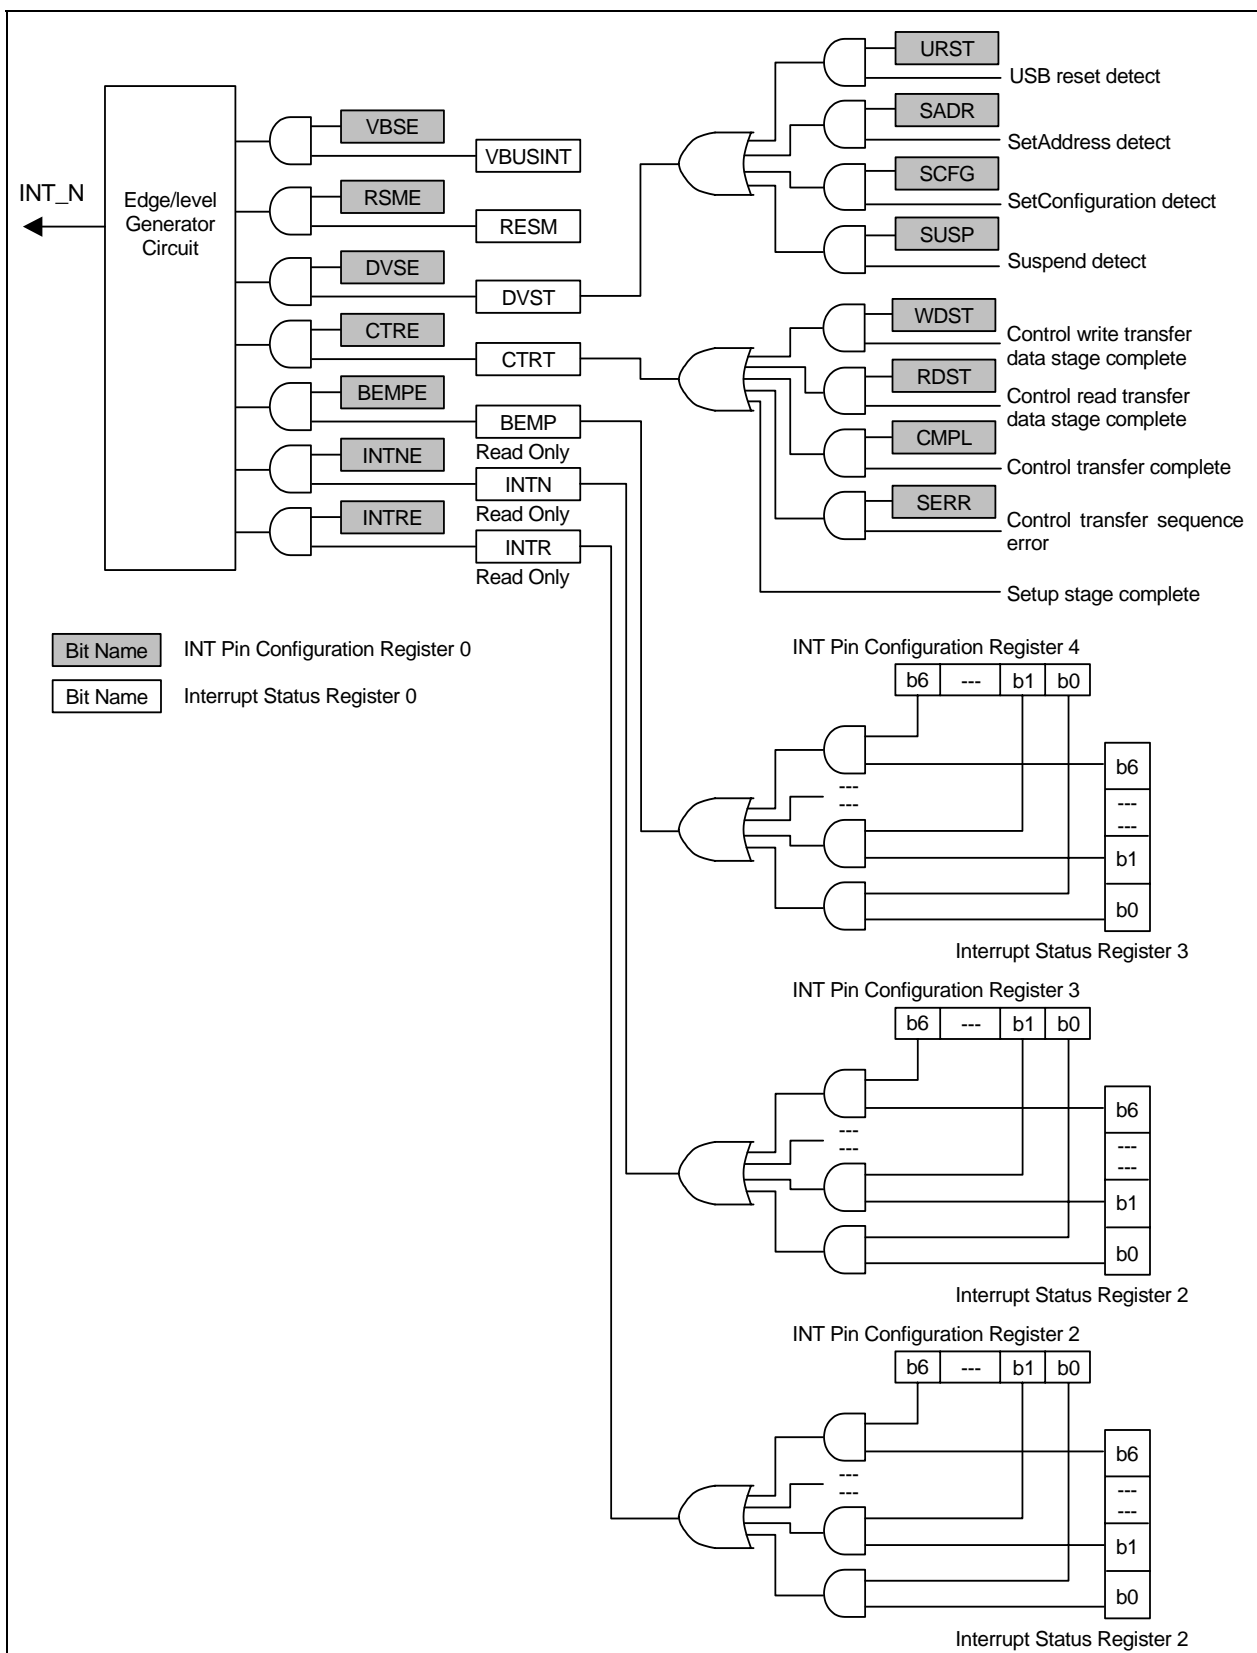 INT_N
Edge/level
Generator
Circuit
VBSE
VBUSINT
RSME
RESM
DVSE
DVST
CTRE
CTRT
BEMPE
BEMP
Read Only
INTNE
INTN
Read Only
INTRE
INTR
Read Only
Bit Name INT Pin Configuration Register 0
Bit Name Interrupt Status Register 0
URST
USB reset detect
SADR
SetAddress detect
SCFG
SetConfiguration detect
SUSP
Suspend detect
WDST
Control write transfer
data stage complete
RDST
Control read transfer
data stage complete
CMPL
Control transfer complete
SERR
Control transfer sequence
error
Setup stage complete
INT Pin Configuration Register 4
b6 --- b1 b0
b6
---
---
---
---
b1
b0
Interrupt Status Register 3
INT Pin Configuration Register 3
b6 --- b1 b0
b6
---
---
---
---
b1
b0
Interrupt Status Register 2
INT Pin Configuration Register 2
b6 --- b1 b0
b6
---
---
---
---
b1
b0
Interrupt Status Register 2